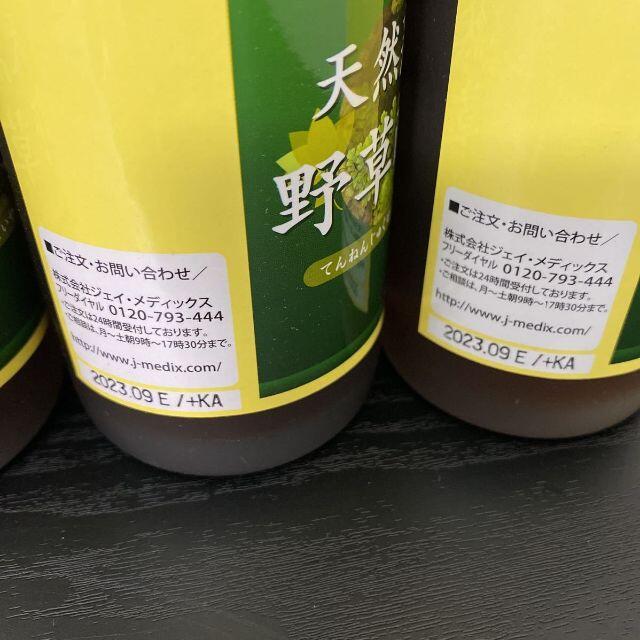 天然
野草
てんねんじゅ
■ご注文・お問い合わせ／
株式会社ジェイ・メディックス
フリーダイヤル 0120-793-444
・ご注文は24時間受付しております。
・ご相談は、月～土朝9時～17時30分まで。
http://www.j-medix.com/
2023.09 E /+KA
■ご注文・お問い合わせ／
株式会社ジェイ・メディックス
フリーダイヤル 0120-793-444
・ご注文は24時間受付しております。
・ご相談は、月～土朝9時～17時30分まで。
http://www.j-medix.com/
2023.09 E /+KA